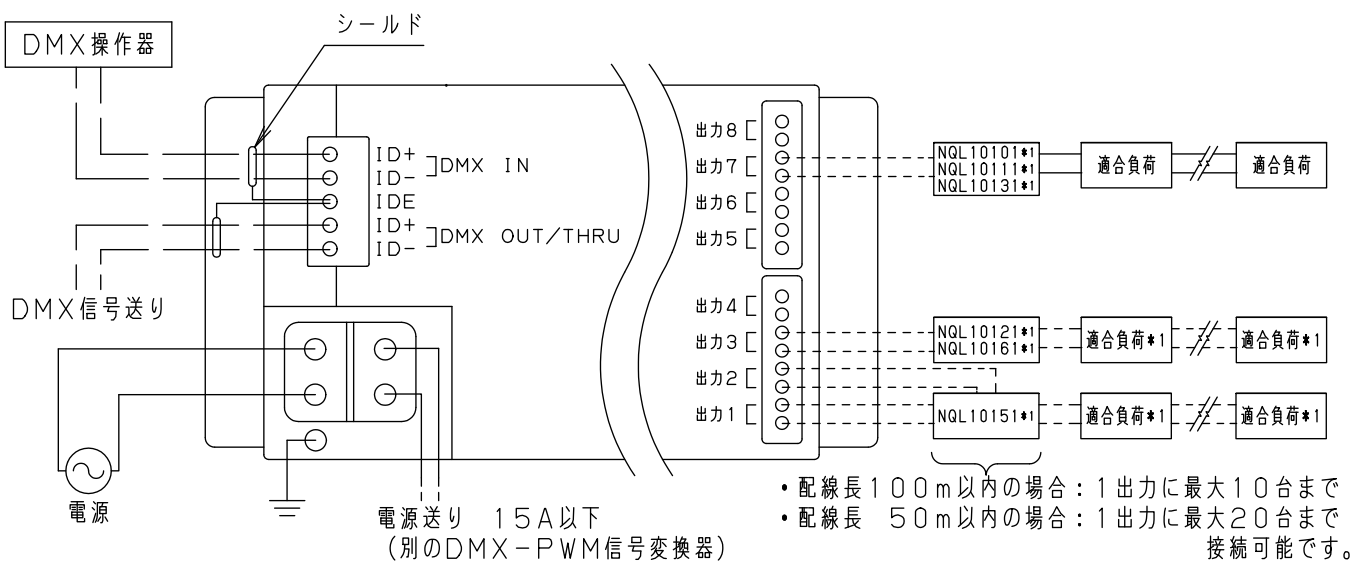 シールド
DMX操作器
ID+
ID-
DMX IN
IDE
ID+
ID-
DMX OUT/THRU
DMX信号送り
電源
電源送り 15A以下
(別のDMX-PWM信号変換器)
出力8
出力7
出力6
出力5
出力4
出力3
出力2
出力1
NQL10101*1
NQL10111*1
NQL10131*1
適合負荷
適合負荷
NQL10121*1
NQL10161*1
適合負荷*1
適合負荷*1
NQL10151*1
適合負荷*1
適合負荷*1
・配線長100m以内の場合:1出力に最大10台まで
・配線長 50m以内の場合:1出力に最大20台まで
接続可能です。